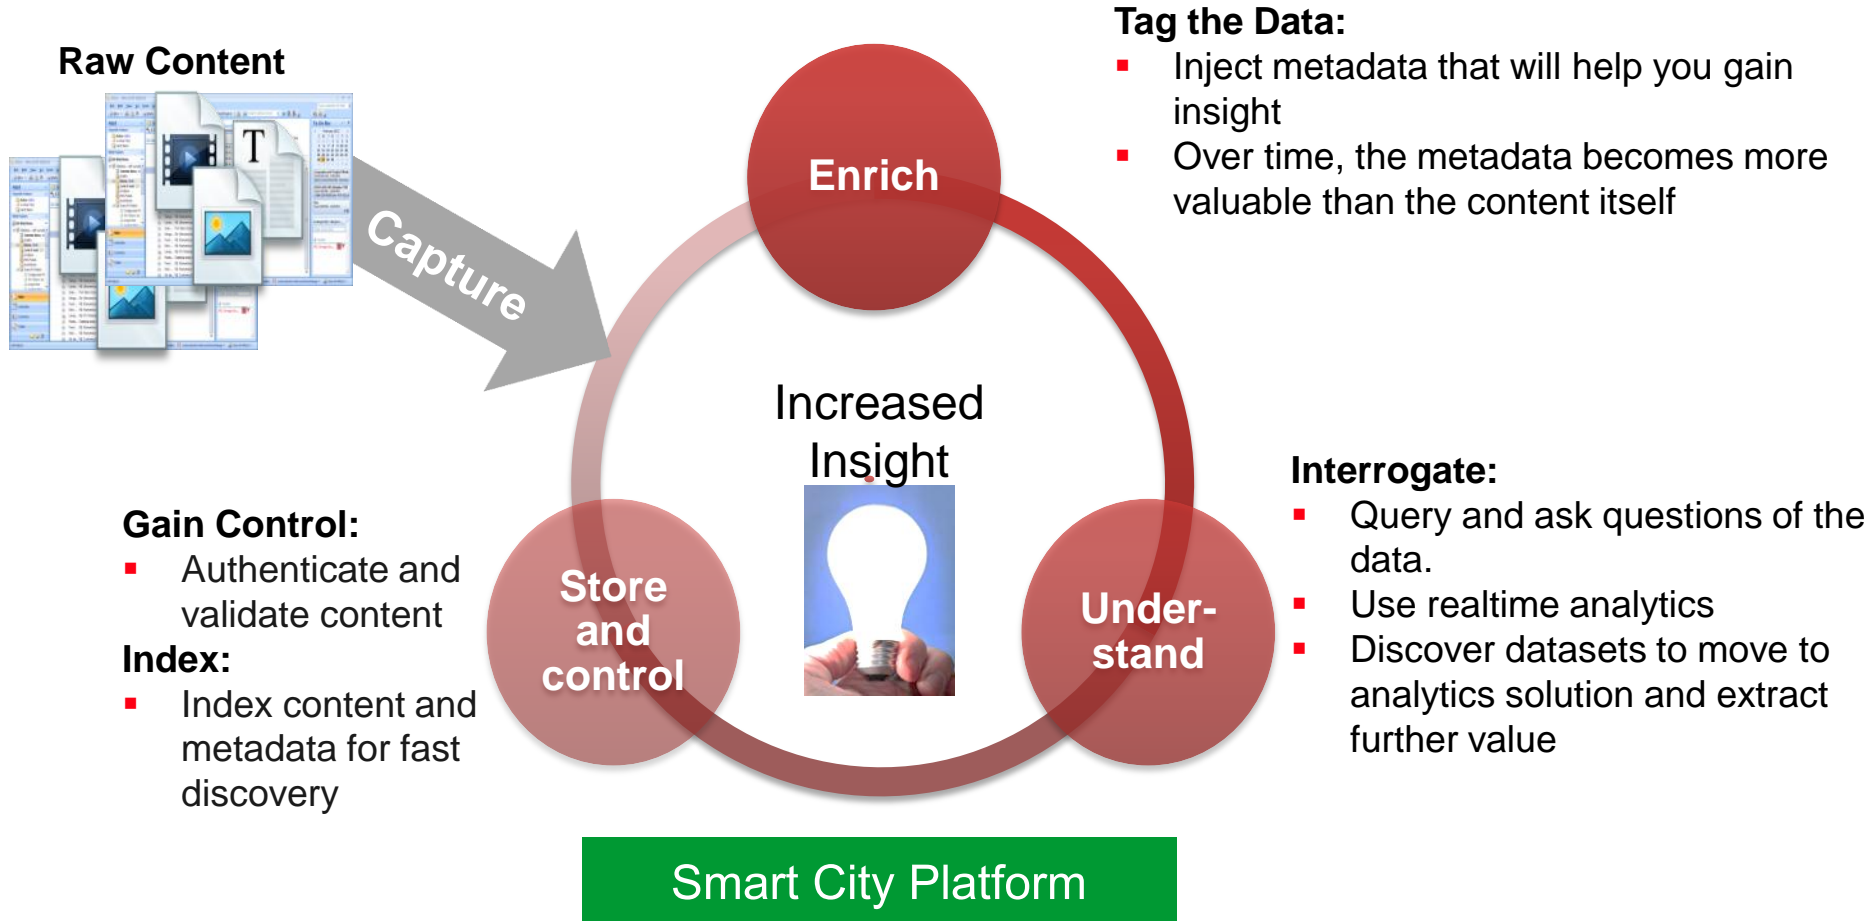 Raw Content
T
Capture
Enrich
Tag the Data:
Inject metadata that will help you gain
insight
Over time, the metadata becomes more
valuable than the content itself
Increased
Insight
Gain Control:
Authenticate and
validate content
Index:
Index content and
metadata for fast
discovery
Store
and
control
Under-
stand
Interrogate:
Query and ask questions of the
data.
Use realtime analytics
Discover datasets to move to
analytics solution and extract
further value
Smart City Platform